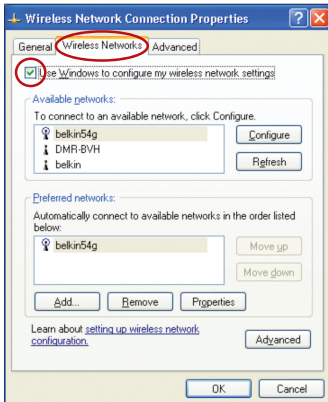 Wireless Network Connection Properties
General Wireless Networks Advanced
Use Windows to configure my wireless network settings
Available networks:
To connect to an available network, click Configure.
belkin54g
Configure
DMR-BVH
belkin
Refresh
Preferred networks:
Automatically connect to available networks in the order listed
below:
belkin54g
Move up
Move down
Add... Remove Properties
Learn about setting up wireless network
configuration.
Advanced
OK Cancel